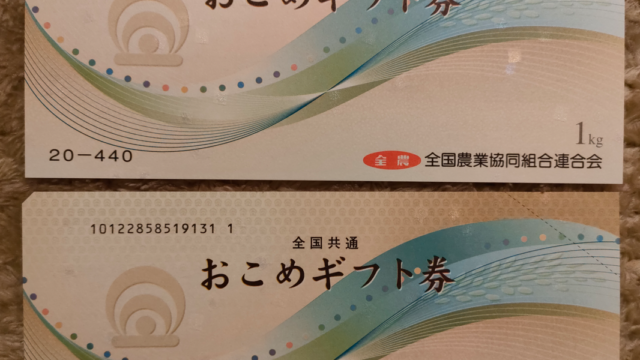 おこめギフト券
1kg
20-440
全農 全国農業協同組合連合会
10122858519131 1
全国共通
おこめギフト券